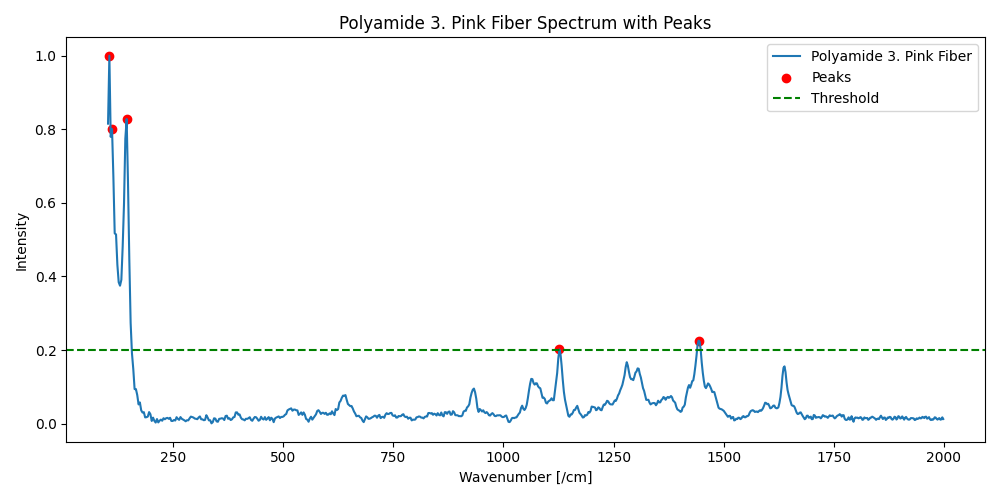 Polyamide 3. Pink Fiber Spectrum with Peaks
Polyamide 3. Pink Fiber
Peaks
Threshold
Intensity
1.0
0.8
0.6
0.4
0.2
0.0
250 500 750 1000 1250 1500 1750 2000
Wavenumber [/cm]